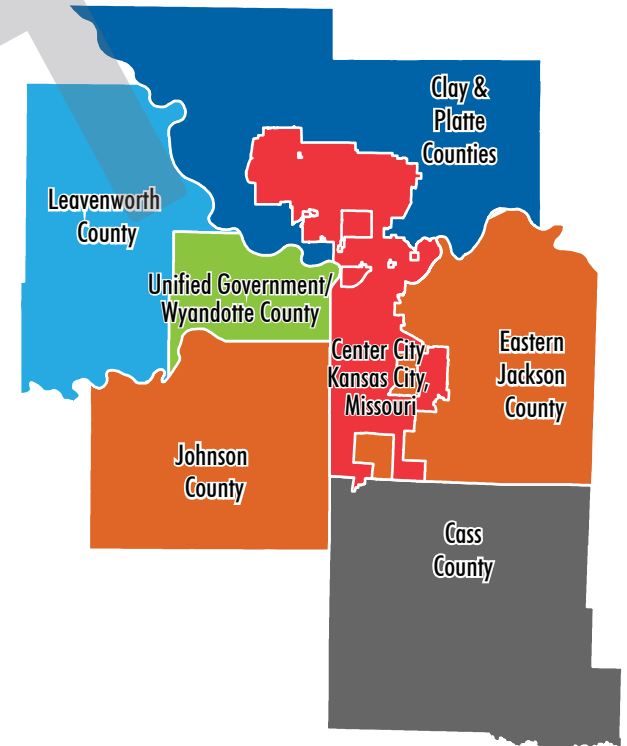 Clay &
Platte
Counties
Leavenworth
County
Unified Government/
Wyandotte County
Center City
Kansas City,
Missouri
Eastern
Jackson
County
Johnson
County
Cass
County